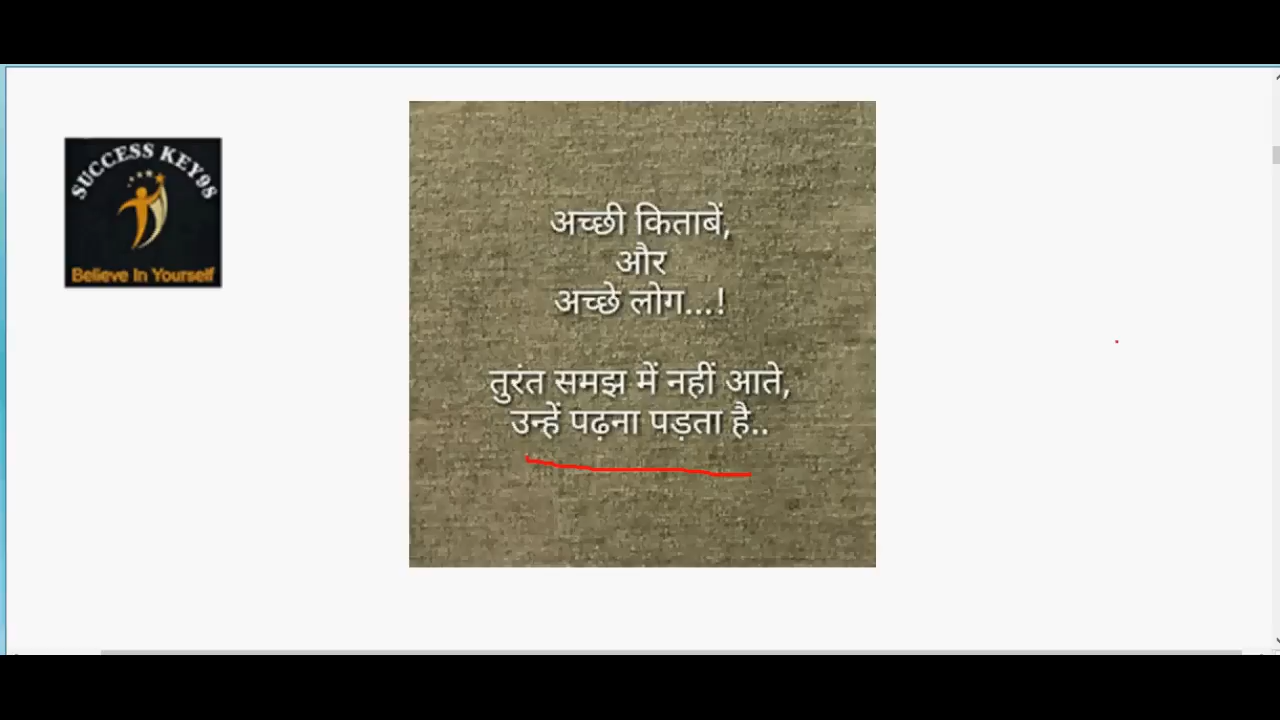 SUCCESS KEY98
Believe In Yourself
अच्छी किताबें,
और
अच्छे लोग...!
तुरंत समझ में नहीं आते,
उन्हें पढ़ना पड़ता है..